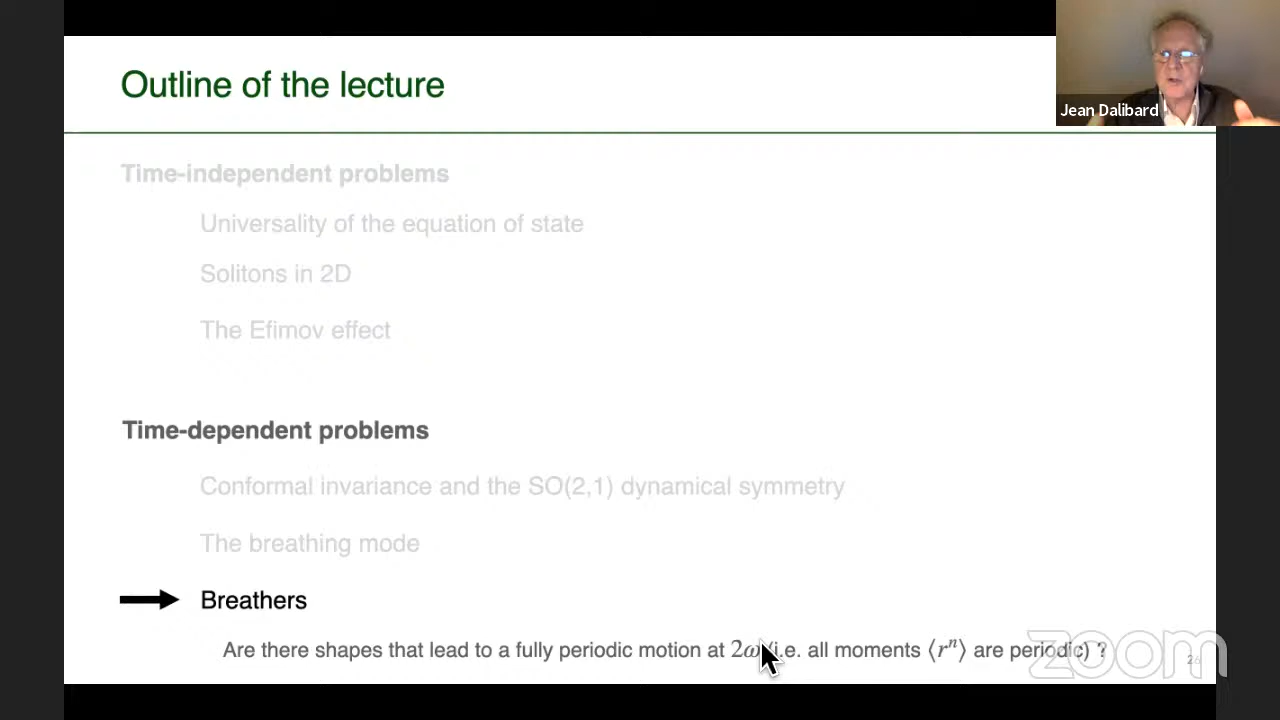 Outline of the lecture
Jean Dalibard
Time-independent problems
Universality of the equation of state
Solitons in 2D
The Efimov effect
Time-dependent problems
Conformal invariance and the SO(2,1) dynamical symmetry
The breathing mode
Breathers
Are there shapes that lead to a fully periodic motion at 2ω (i.e. all moments ⟨rⁿ⟩ are periodic) ?
zoom